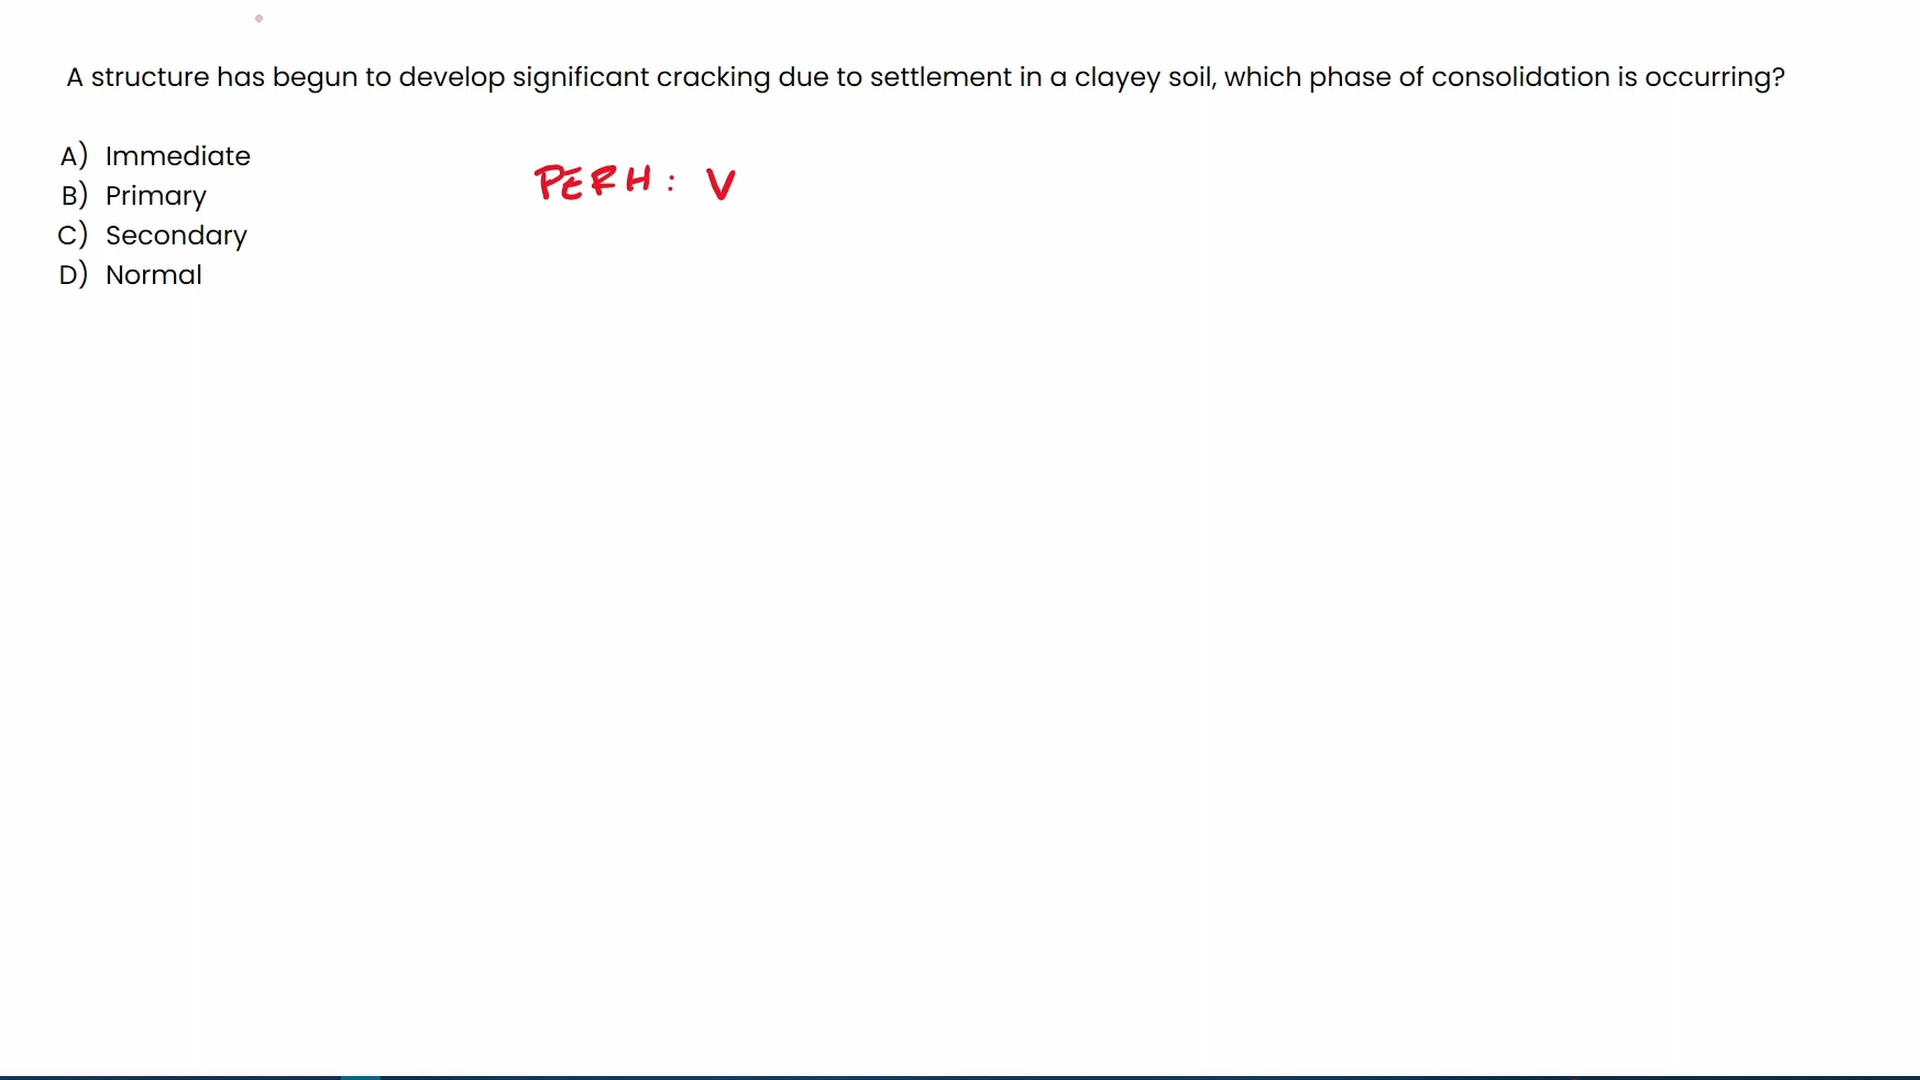 A structure has begun to develop significant cracking due to settlement in a clayey soil, which phase of consolidation is occurring?
A) Immediate
PERH: V
B) Primary
C) Secondary
D) Normal